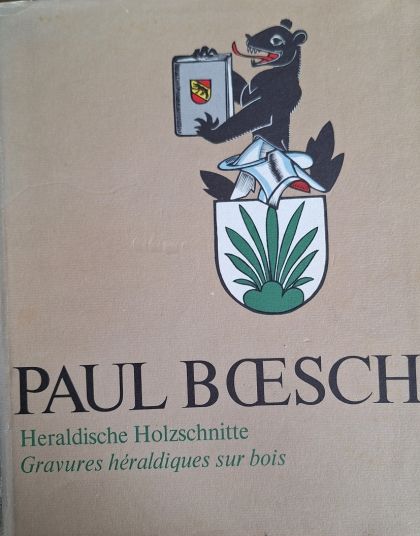 PAUL BŒSCH
Heraldische Holzschnitte
Gravures héraldiques sur bois